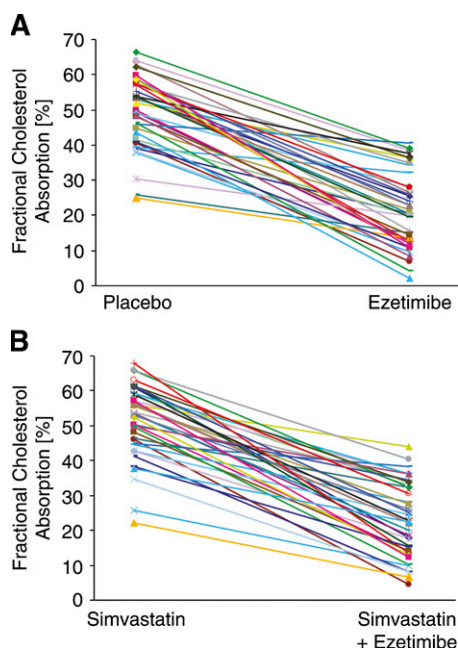 A
Fractional Cholesterol
Absorption [%]
70
60
50
40
30
20
10
0
Placebo
Ezetimibe
B
Fractional Cholesterol
Absorption [%]
70
60
50
40
30
20
10
0
Simvastatin
Simvastatin
+ Ezetimibe